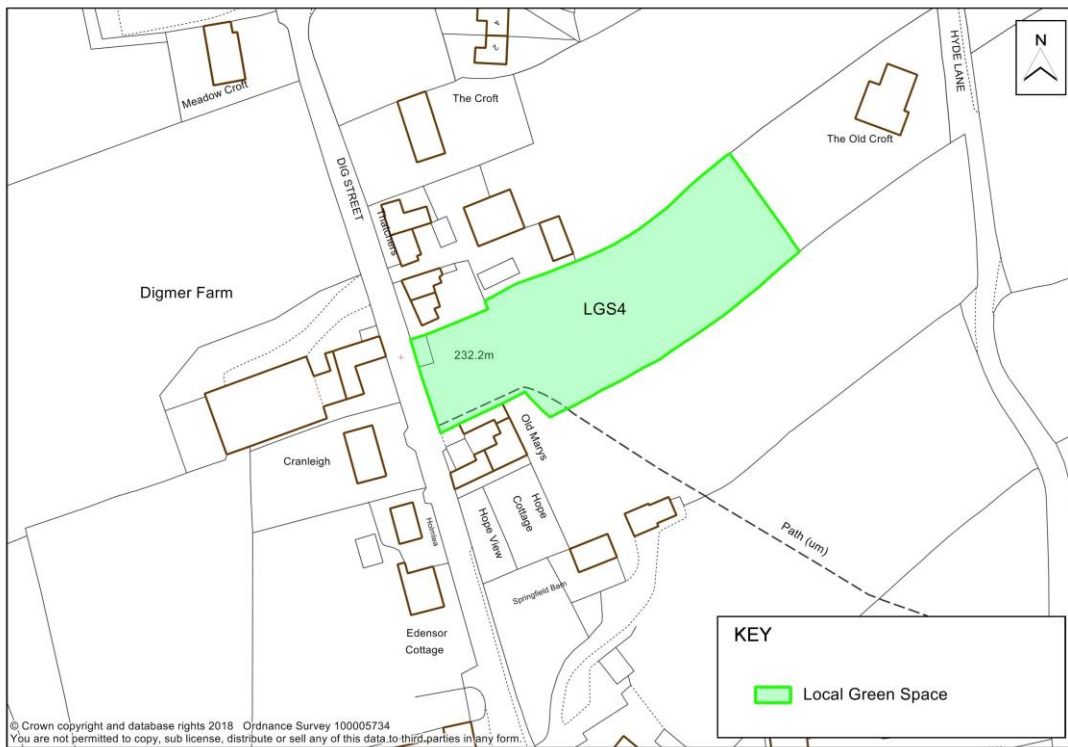 4
2
HYDE LANE
N
Meadow Croft
The Croft
The Old Croft
DIG STREET
Thatchers
Digmer Farm
LGS4
232.2m
Old Marys
Cranleigh
Hope
Cottage
Holmlea
Hope View
Path (um)
Springfield Barn
Edensor
Cottage
KEY
Local Green Space
© Crown copyright and database rights 2018 Ordnance Survey 100005734
You are not permitted to copy, sub license, distribute or sell any of this data to third parties in any form.